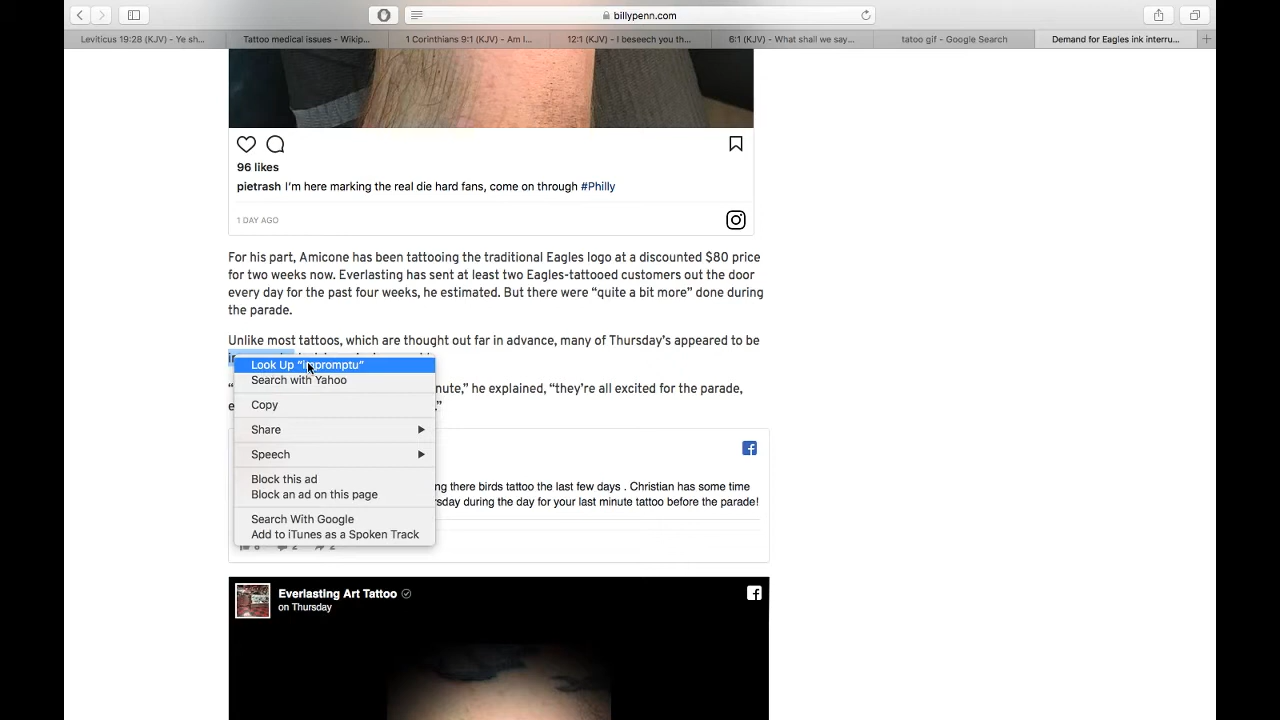 billypenn.com
Leviticus 19:28 (KJV) - Ye sh...
Tattoo medical issues - Wikip...
1 Corinthians 9:1 (KJV) - Am I...
12:1 (KJV) - I beseech you th...
6:1 (KJV) - What shall we say...
tatoo gif - Google Search
Demand for Eagles ink interru...
96 likes
pietrash I'm here marking the real die hard fans, come on through #Philly
1 DAY AGO
For his part, Amicone has been tattooing the traditional Eagles logo at a discounted $80 price
for two weeks now. Everlasting has sent at least two Eagles-tattooed customers out the door
every day for the past four weeks, he estimated. But there were “quite a bit more” done during
the parade.
Unlike most tattoos, which are thought out far in advance, many of Thursday's appeared to be
Look Up “impromptu”
Search with Yahoo
he explained, “they're all excited for the parade,
Copy
Share
Speech
Block this ad
Block an ad on this page
there birds tattoo the last few days . Christian has some time
during the day for your last minute tattoo before the parade!
Search With Google
Add to iTunes as a Spoken Track
Everlasting Art Tattoo
on Thursday